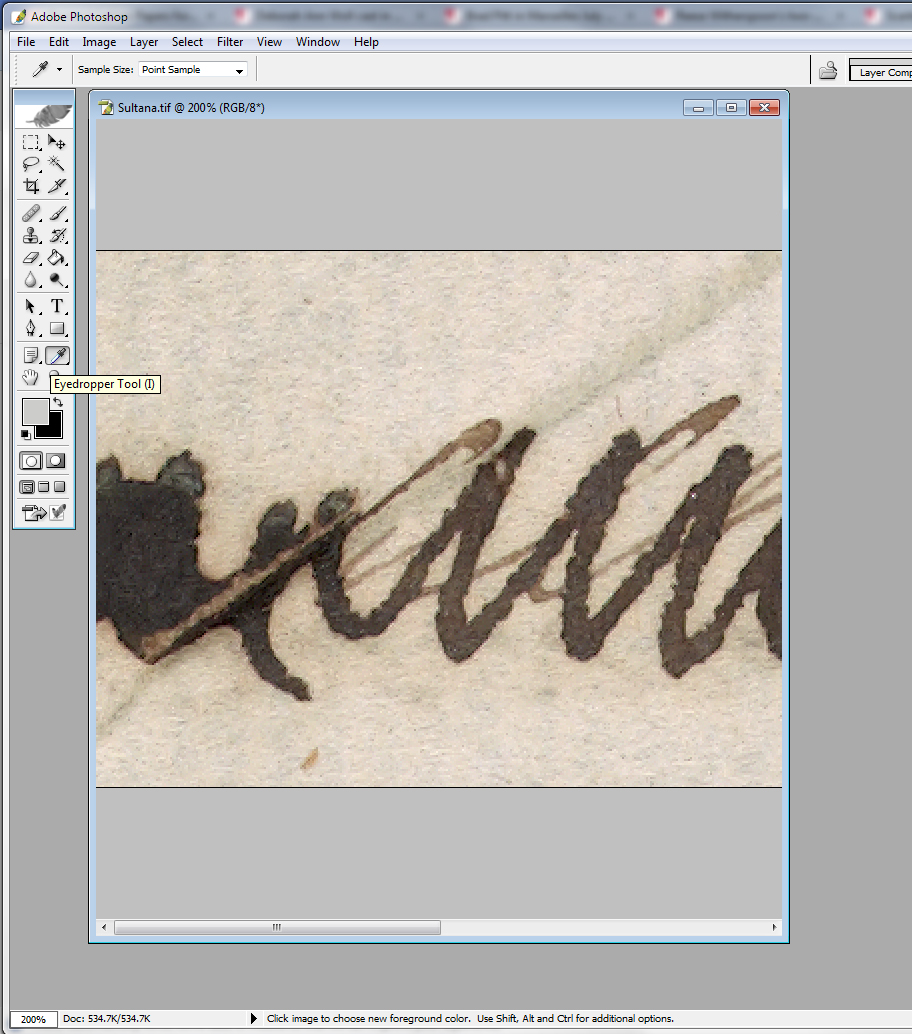 Adobe Photoshop
File Edit Image Layer Select Filter View Window Help
Sample Size: Point Sample
Layer Comp
Sultana.tif @ 200% (RGB/8*)
T
Eyedropper Tool (I)
200% Doc: 534.7K/534.7K Click image to choose new foreground color. Use Shift, Alt and Ctrl for additional options.